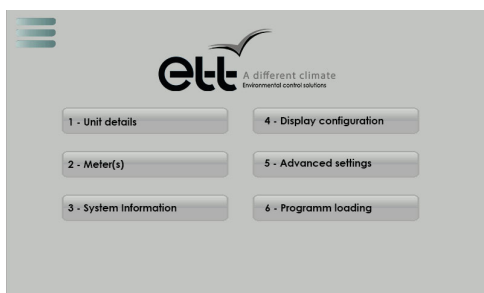 ett
A different climate
Environmental control solutions
1 - Unit details
4 - Display configuration
2 - Meter(s)
5 - Advanced settings
3 - System Information
6 - Programm loading